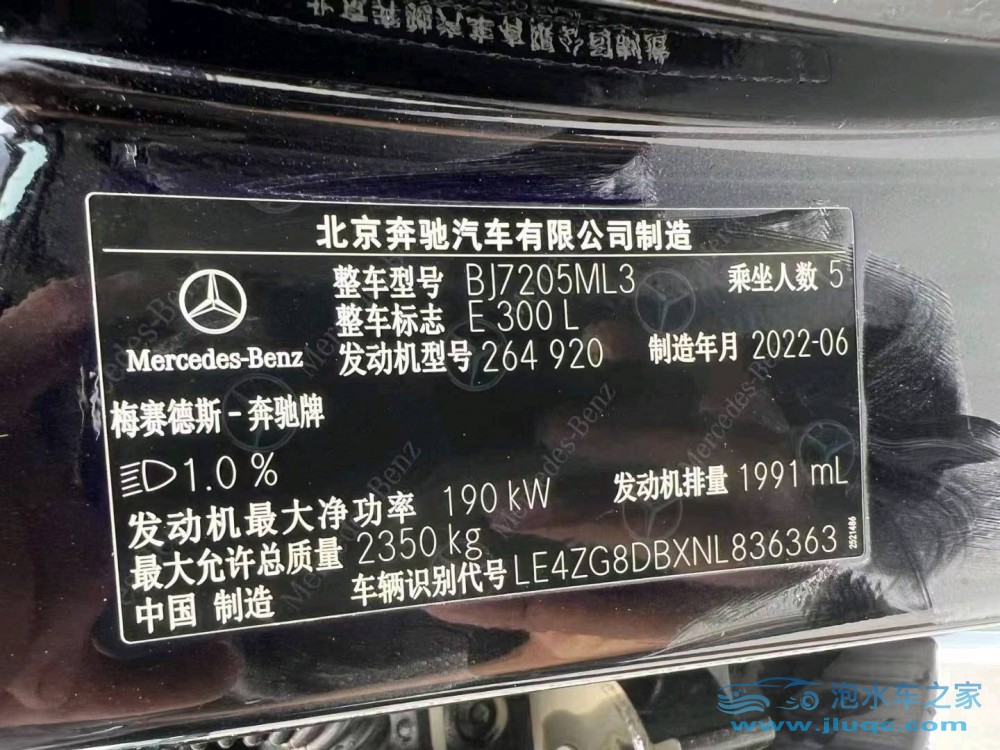 北京奔驰汽车有限公司制造
整车型号 BJ7205ML3 乘坐人数 5
整车标志 E 300 L
发动机型号 264 920 制造年月 2022-06
Mercedes-Benz
梅赛德斯-奔驰牌
1.0 %
发动机最大净功率 190 kW 发动机排量 1991 mL
最大允许总质量 2350 kg
中国 制造 车辆识别代号 LE4ZG8DBXNL836363
2521486
泡水车之家
www.jluqz.com